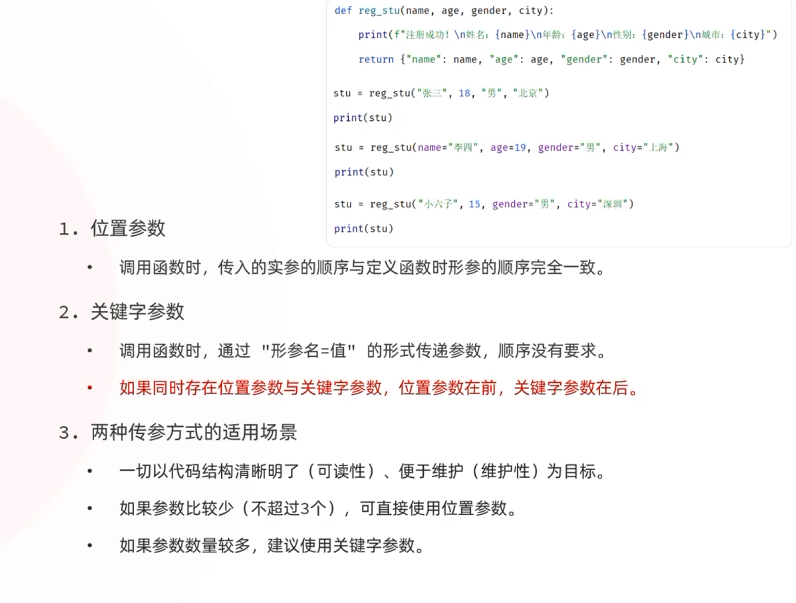 def reg_stu(name, age, gender, city):
    print(f"注册成功! \n姓名: {name}\n年龄: {age}\n性别: {gender}\n城市: {city}")
    return {"name": name, "age": age, "gender": gender, "city": city}
stu = reg_stu("张三", 18, "男", "北京")
print(stu)
stu = reg_stu(name="李四", age=19, gender="男", city="上海")
print(stu)
stu = reg_stu("小六子", 15, gender="男", city="深圳")
print(stu)
1. 位置参数
• 调用函数时，传入的实参的顺序与定义函数时形参的顺序完全一致。
2. 关键字参数
• 调用函数时，通过 "形参名=值" 的形式传递参数，顺序没有要求。
• 如果同时存在位置参数与关键字参数，位置参数在前，关键字参数在后。
3. 两种传参方式的适用场景
• 一切以代码结构清晰明了（可读性）、便于维护（维护性）为目标。
• 如果参数比较少（不超过3个），可直接使用位置参数。
• 如果参数数量较多，建议使用关键字参数。